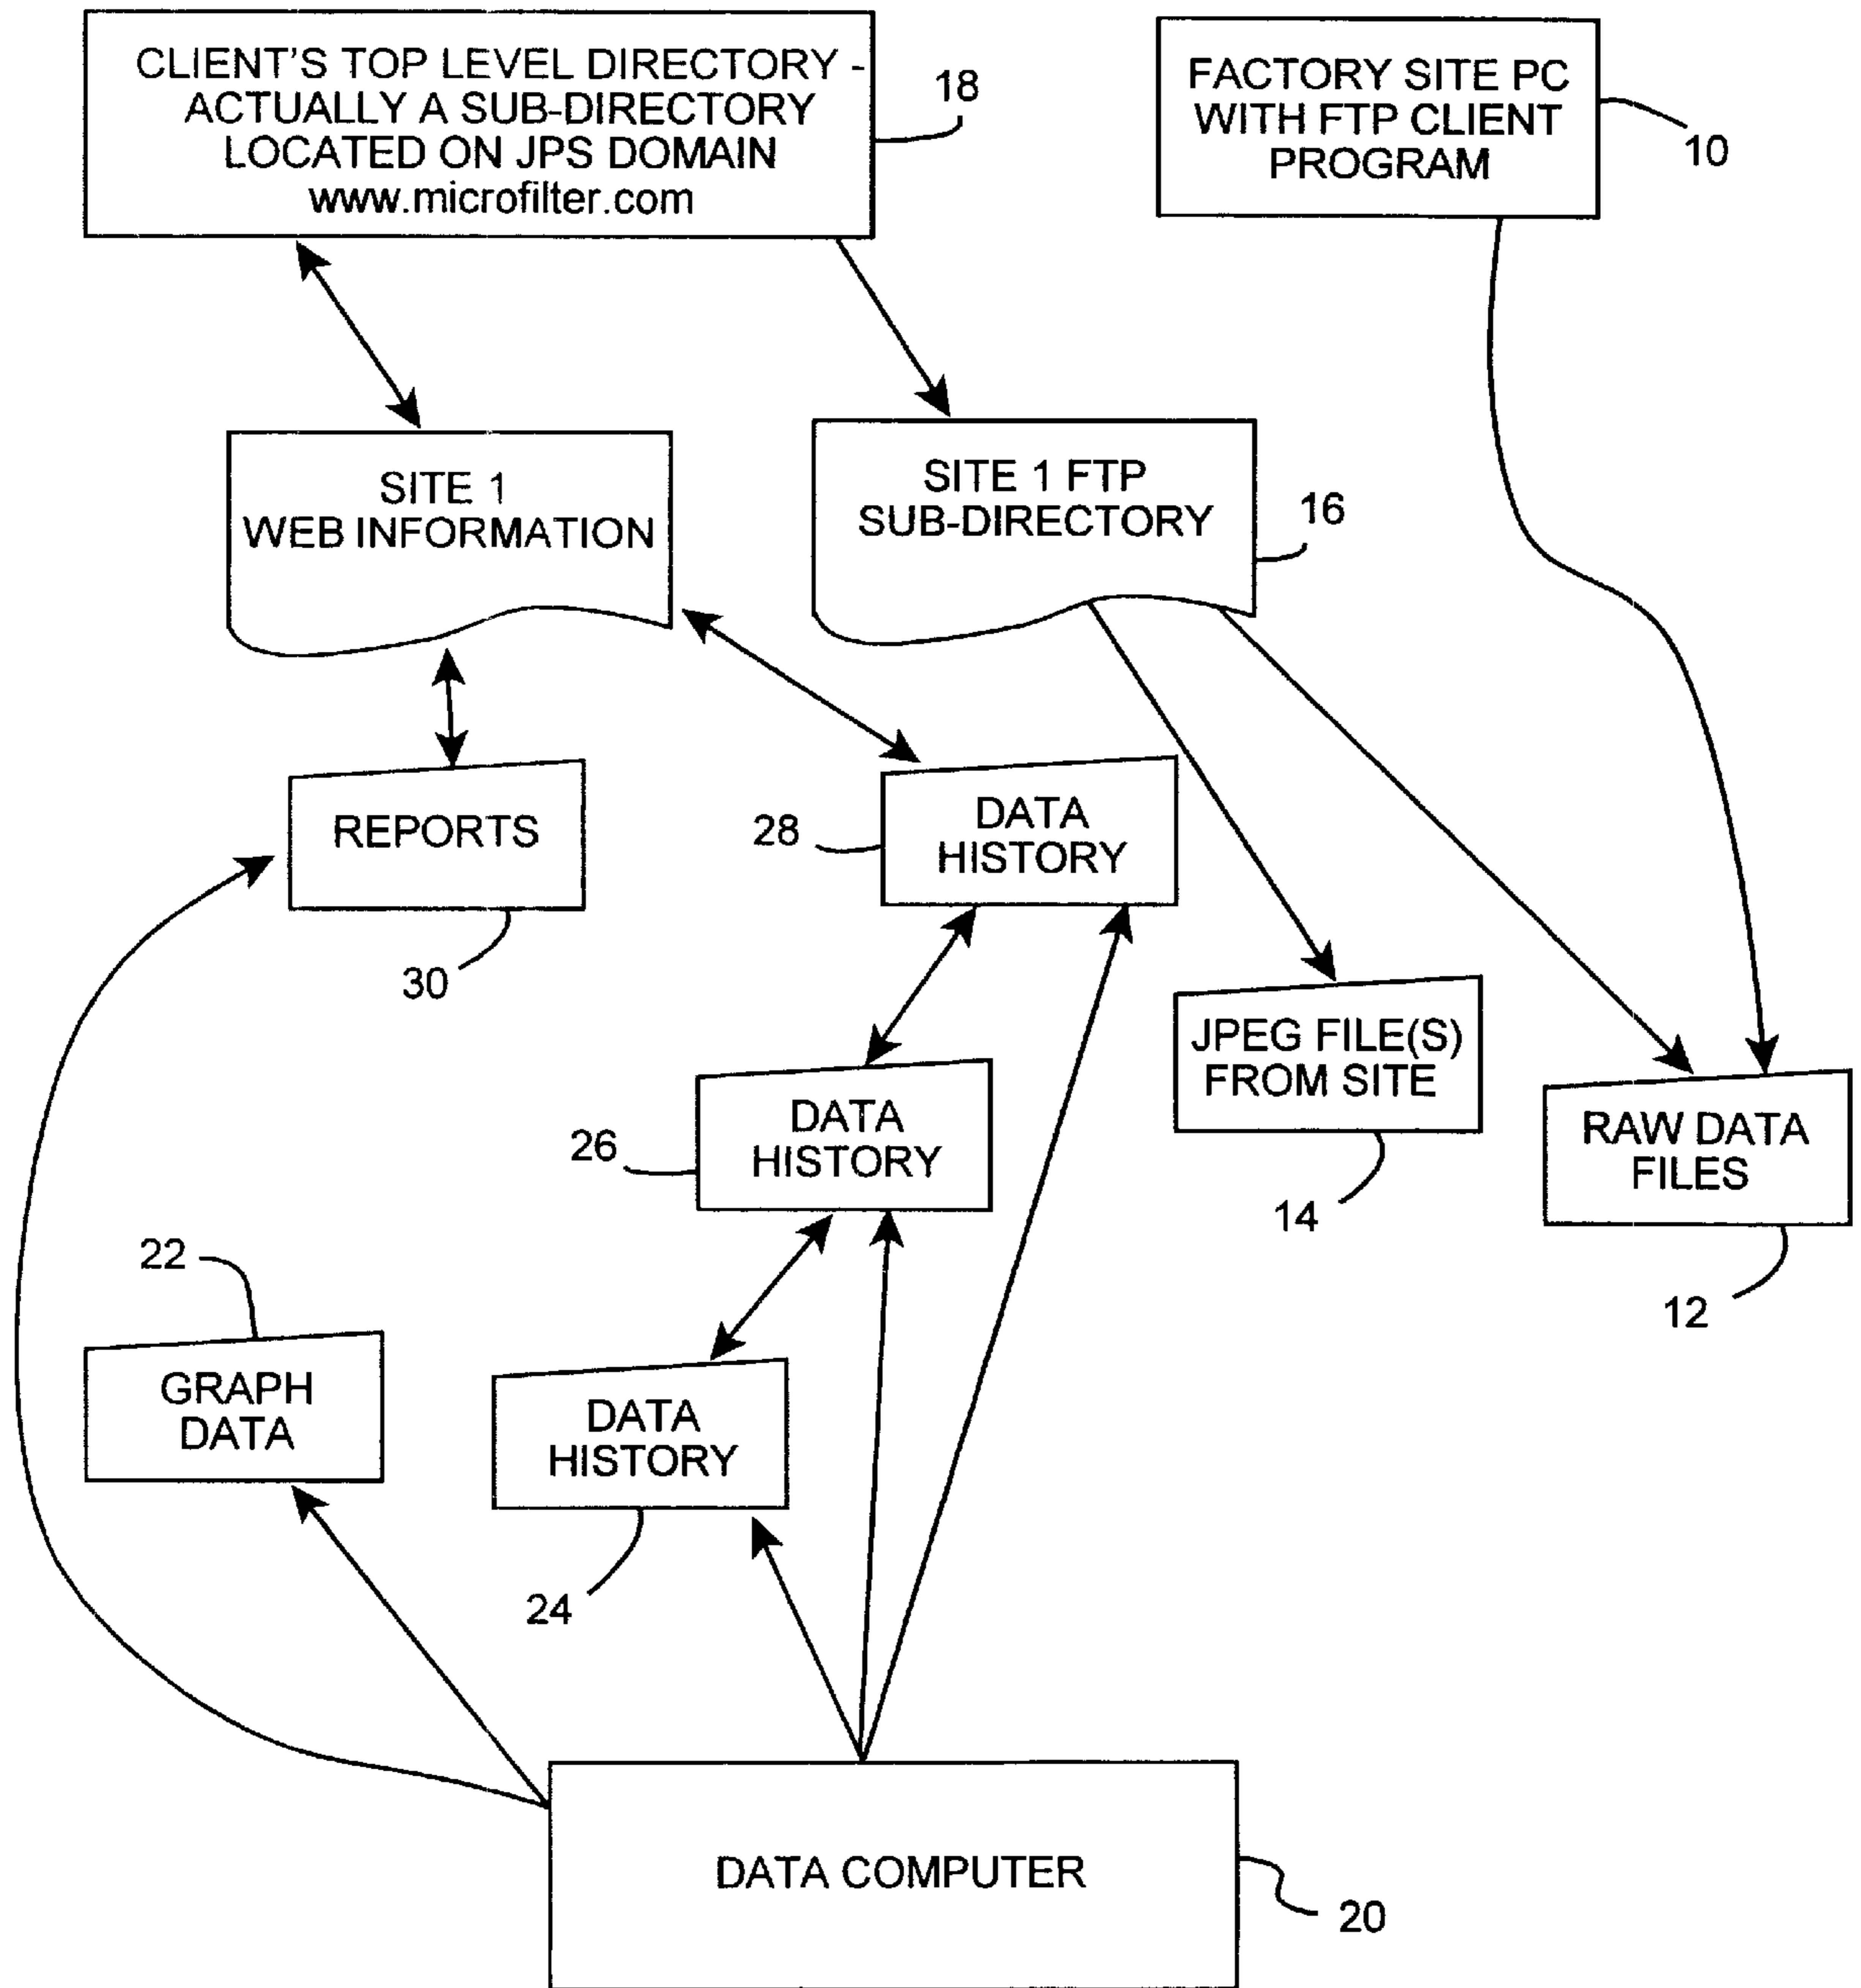 CLIENT'S TOP LEVEL DIRECTORY -
ACTUALLY A SUB-DIRECTORY
LOCATED ON JPS DOMAIN
www.microfilter.com
18
FACTORY SITE PC
WITH FTP CLIENT
PROGRAM
10
SITE 1
WEB INFORMATION
SITE 1 FTP
SUB-DIRECTORY
16
REPORTS
30
28
DATA
HISTORY
JPEG FILE(S)
FROM SITE
14
RAW DATA
FILES
12
26
DATA
HISTORY
22
GRAPH
DATA
DATA
HISTORY
24
DATA COMPUTER
20